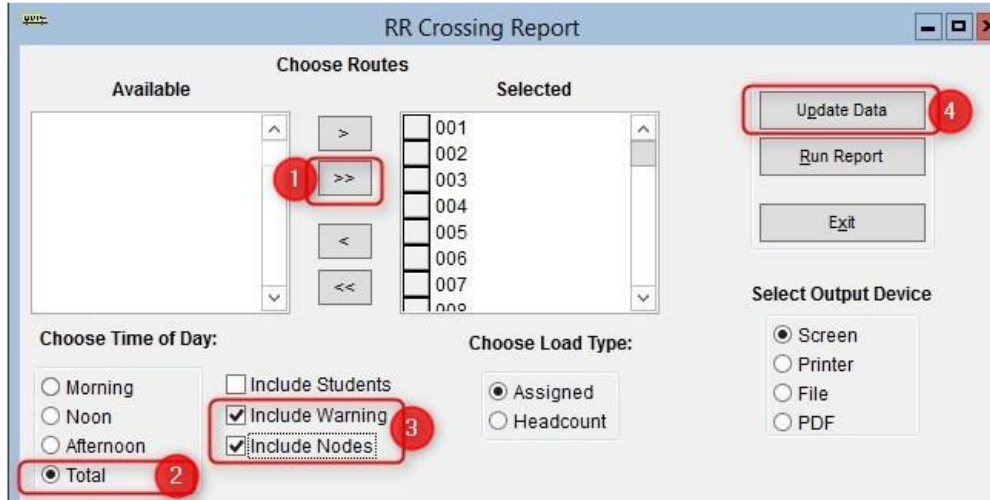 RR Crossing Report
Choose Routes
Available
Selected
>
1
>>
<
<<
001
002
003
004
005
006
007
008
Update Data
4
Run Report
Exit
Select Output Device
Screen
Printer
File
PDF
Choose Time of Day:
Morning
Noon
Afternoon
Total
2
Include Students
Include Warning
Include Nodes
3
Choose Load Type:
Assigned
Headcount